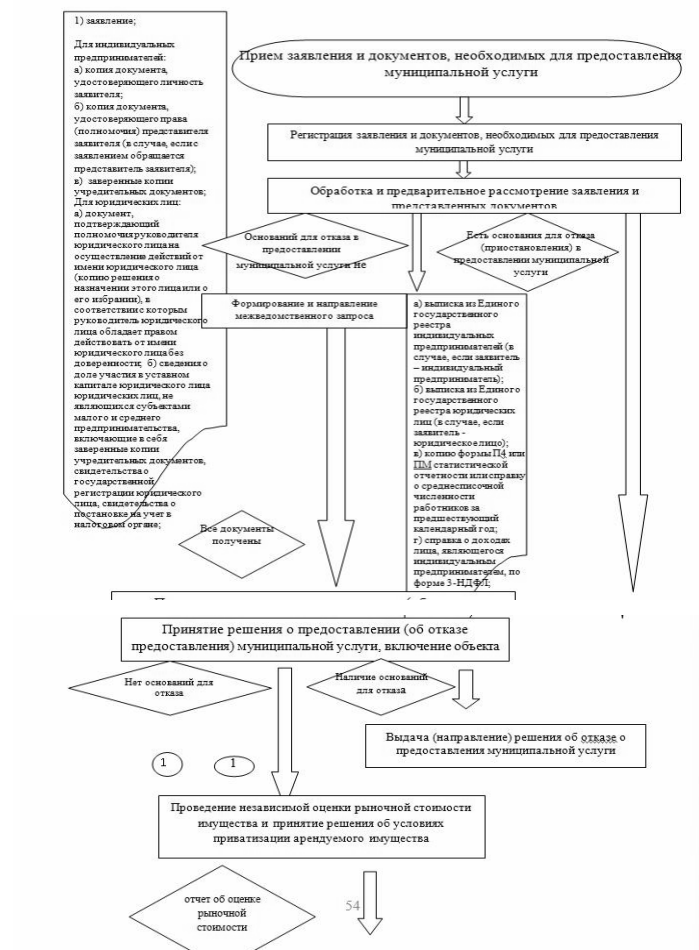 1) заявление;
Для индивидуальных
предпринимателей:
а) копия документа,
удостоверяющего личность
заявителя;
б) копия документа,
удостоверяющего права
(полномочия) представителя
заявителя (в случае, если с
заявлением обращается
представитель заявителя);
в) заверенные копии
учредительных документов;
Для юридических лиц:
а) документ,
подтверждающий
полномочия руководителя
юридического лица на
осуществление действий от
имени юридического лица
(копию решения о
назначении этого лица или о
его избрании), в
соответствии с которым
руководитель юридического
лица обладает правом
действовать от имени
юридического лица без
доверенности; б) сведения о
доле участия в уставном
капитале юридического лица
юридических лиц, не
являющихся субъектами
малого и среднего
предпринимательства,
включающие в себя
заверенные копии
учредительных документов,
свидетельства о
государственной
регистрации юридического
лица, свидетельства о
постановке на учет в
налоговом органе;
Прием заявления и документов, необходимых для предоставления
муниципальной услуги
Регистрация заявления и документов, необходимых для предоставления
муниципальной услуги
Обработка и предварительное рассмотрение заявления и
представленных документов
Оснований для отказа в
предоставлении
муниципальной услуги не
Есть основания для отказа
(приостановления) в
предоставлении муниципальной
услуги
Формирование и направление
межведомственного запроса
а) выписка из Единого
государственного
реестра
индивидуальных
предпринимателей (в
случае, если заявитель
– индивидуальный
предприниматель);
б) выписка из Единого
государственного
реестра юридических
лиц (в случае, если
заявитель -
юридическое лицо);
в) копию формы П4 или
ПМ статистической
отчетности или справку
о среднесписочной
численности
работников за
предшествующий
календарный год;
г) справка о доходах
лица, являющегося
индивидуальным
предпринимателем, по
форме 3-НДФЛ;
Все документы
получены
Принятие решения о предоставлении (об отказе
предоставления) муниципальной услуги, включение объекта
Нет оснований для
отказа
Наличие оснований
для отказа
Выдача (направление) решения об отказе о
предоставления муниципальной услуги
1
1
Проведение независимой оценки рыночной стоимости
имущества и принятие решения об условиях
приватизации арендуемого имущества
отчет об оценке
рыночной
стоимости
54